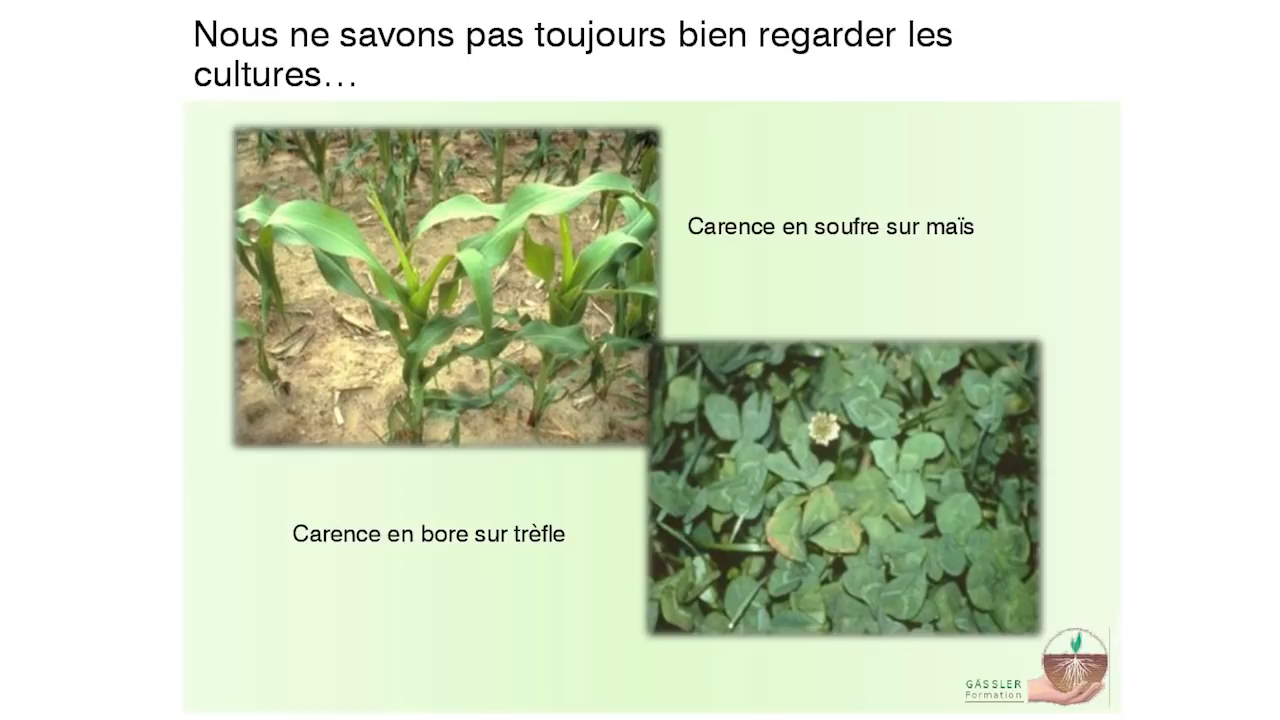 Nous ne savons pas toujours bien regarder les
cultures…
Carence en soufre sur maïs
Carence en bore sur trèfle
GÄSSLER
Formation